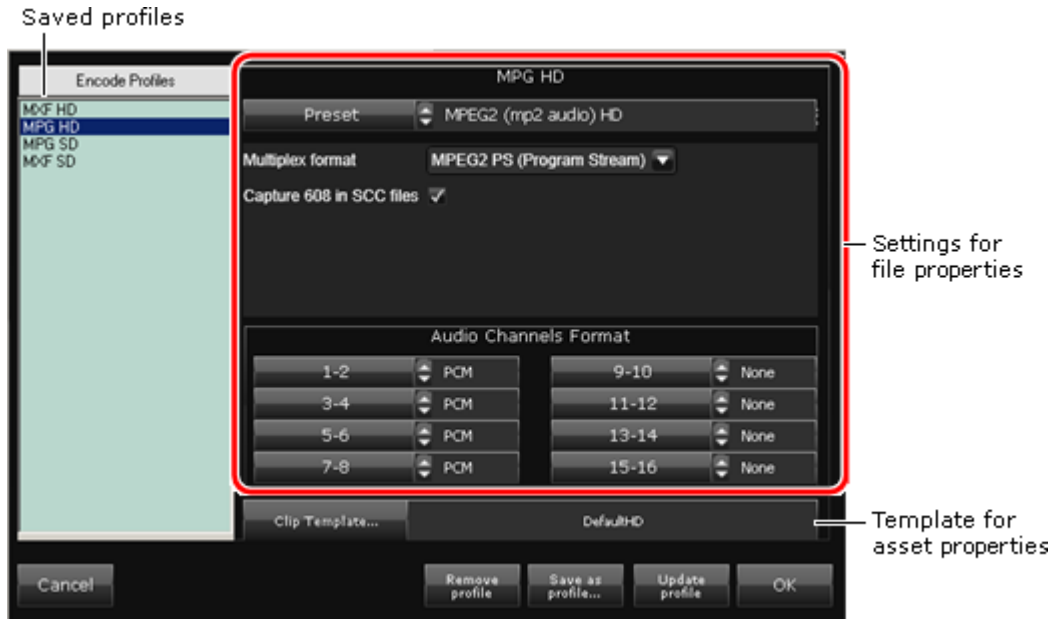 Saved profiles
Encode Profiles
MXF HD
MPG HD
MPG SD
MXF SD
MPG HD
Preset MPEG2 (mp2 audio) HD
Multiplex format MPEG2 PS (Program Stream)
Capture 608 in SCC files
Audio Channels Format
1-2 PCM 9-10 None
3-4 PCM 11-12 None
5-6 PCM 13-14 None
7-8 PCM 15-16 None
Settings for
file properties
Clip Template... DefaultHD
Template for
asset properties
Cancel
Remove
profile
Save as
profile...
Update
profile
OK